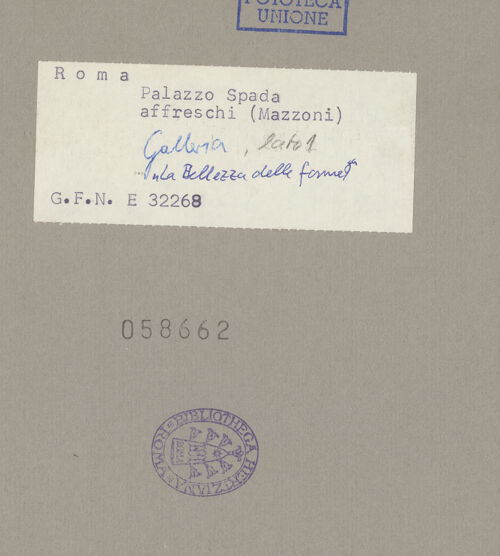 FOTOTECA
UNIONE
Roma
Palazzo Spada
affreschi (Mazzoni)
Galleria, lato 1
"La Bellezza delle forme"
G.F.N. E 32268
058662
BIBLIOTHECA HERTZIANA ROMA